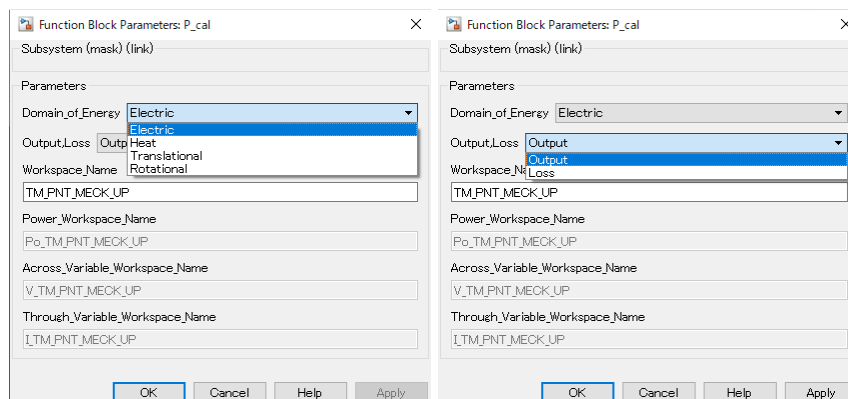 Function Block Parameters: P_cal
Subsystem (mask) (link)
Parameters
Domain_of_Energy Electric
Electric
Heat
Translational
Rotational
Output,Loss Outp
Workspace_Name
TM_PNT_MECK_UP
Power_Workspace_Name
Po_TM_PNT_MECK_UP
Across_Variable_Workspace_Name
V_TM_PNT_MECK_UP
Through_Variable_Workspace_Name
I_TM_PNT_MECK_UP
OK Cancel Help Apply
Function Block Parameters: P_cal
Subsystem (mask) (link)
Parameters
Domain_of_Energy Electric
Output,Loss Output
Output
Loss
Workspace_N
TM_PNT_MECK_UP
Power_Workspace_Name
Po_TM_PNT_MECK_UP
Across_Variable_Workspace_Name
V_TM_PNT_MECK_UP
Through_Variable_Workspace_Name
I_TM_PNT_MECK_UP
OK Cancel Help Apply